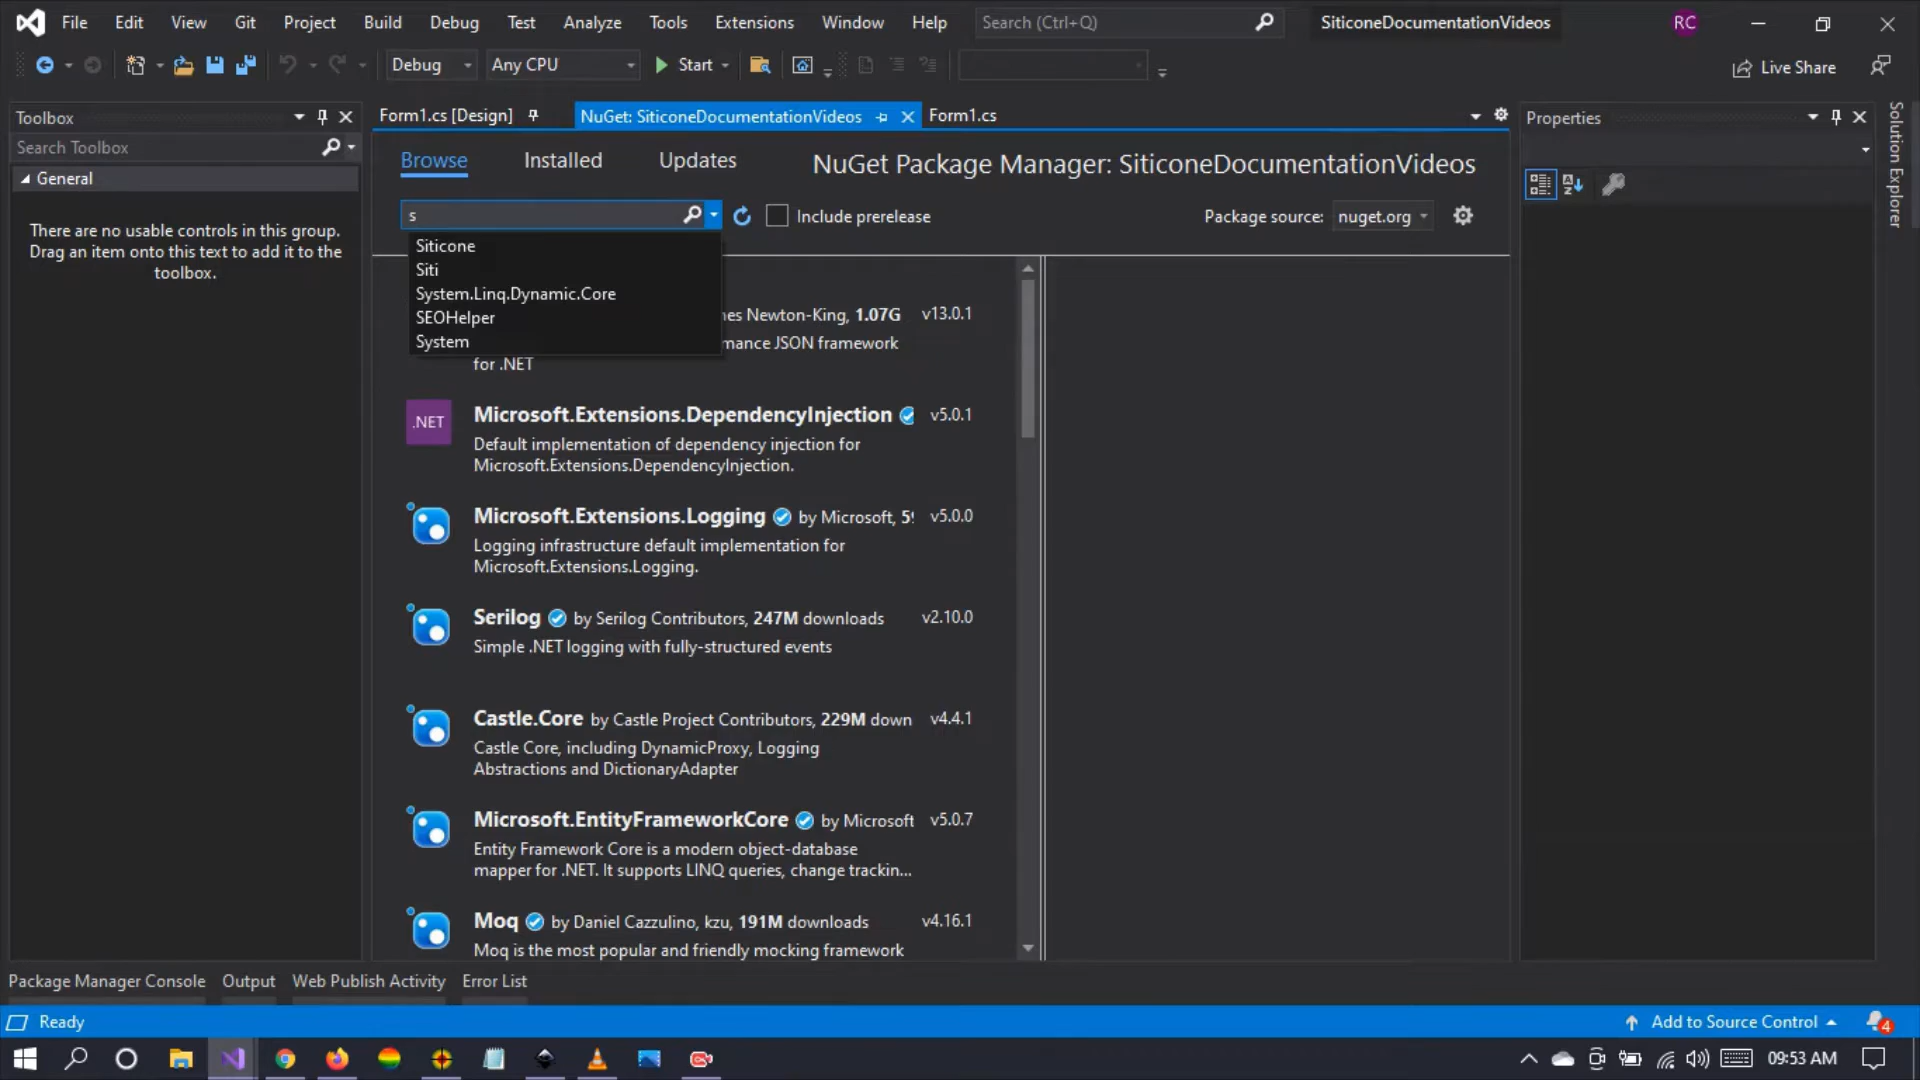 File Edit View Git Project Build Debug Test Analyze Tools Extensions Window Help Search (Ctrl+Q) SiticoneDocumentationVideos RC
Debug Any CPU Start Live Share
Toolbox
Search Toolbox
General
There are no usable controls in this group.
Drag an item onto this text to add it to the
toolbox.
Form1.cs [Design] NuGet: SiticoneDocumentationVideos Form1.cs
Browse Installed Updates NuGet Package Manager: SiticoneDocumentationVideos
s Include prerelease Package source: nuget.org
Siticone
Siti
System.Linq.Dynamic.Core
SEOHelper
System
Newton-King, 1.07G v13.0.1
JSON framework
for .NET
.NET
Microsoft.Extensions.DependencyInjection v5.0.1
Default implementation of dependency injection for
Microsoft.Extensions.DependencyInjection.
Microsoft.Extensions.Logging by Microsoft, v5.0.0
Logging infrastructure default implementation for
Microsoft.Extensions.Logging.
Serilog by Serilog Contributors, 247M downloads v2.10.0
Simple .NET logging with fully-structured events
Castle.Core by Castle Project Contributors, 229M down v4.4.1
Castle Core, including DynamicProxy, Logging
Abstractions and DictionaryAdapter
Microsoft.EntityFrameworkCore by Microsoft v5.0.7
Entity Framework Core is a modern object-database
mapper for .NET. It supports LINQ queries, change trackin...
Moq by Daniel Cazzulino, kzu, 191M downloads v4.16.1
Moq is the most popular and friendly mocking framework
Properties
Solution Explorer
Package Manager Console Output Web Publish Activity Error List
Ready Add to Source Control 4
09:53 AM